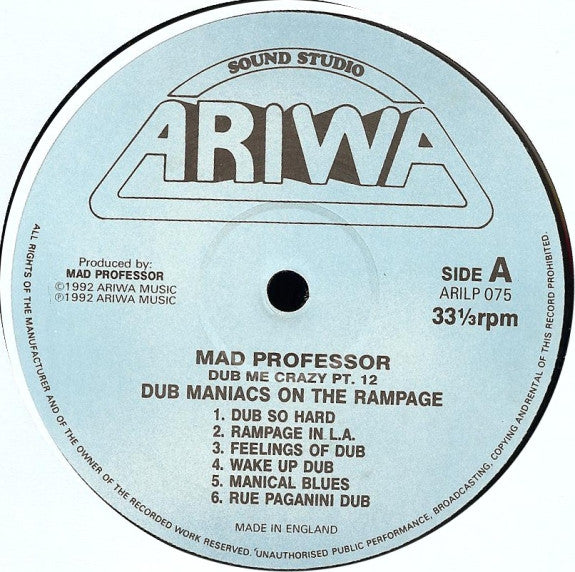 SOUND STUDIO
ARIWA
Produced by:
MAD PROFESSOR
©1992 ARIWA MUSIC
℗1992 ARIWA MUSIC
SIDE A
ARILP 075
33⅓rpm
MAD PROFESSOR
DUB ME CRAZY PT. 12
DUB MANIACS ON THE RAMPAGE
1. DUB SO HARD
2. RAMPAGE IN L.A.
3. FEELINGS OF DUB
4. WAKE UP DUB
5. MANICAL BLUES
6. RUE PAGANINI DUB
MADE IN ENGLAND
ALL RIGHTS OF THE MANUFACTURER AND OF THE OWNER OF THE RECORDED WORK RESERVED. 'UNAUTHORISED PUBLIC PERFORMANCE, BROADCASTING, COPYING AND RENTAL OF THIS RECORD PROHIBITED.